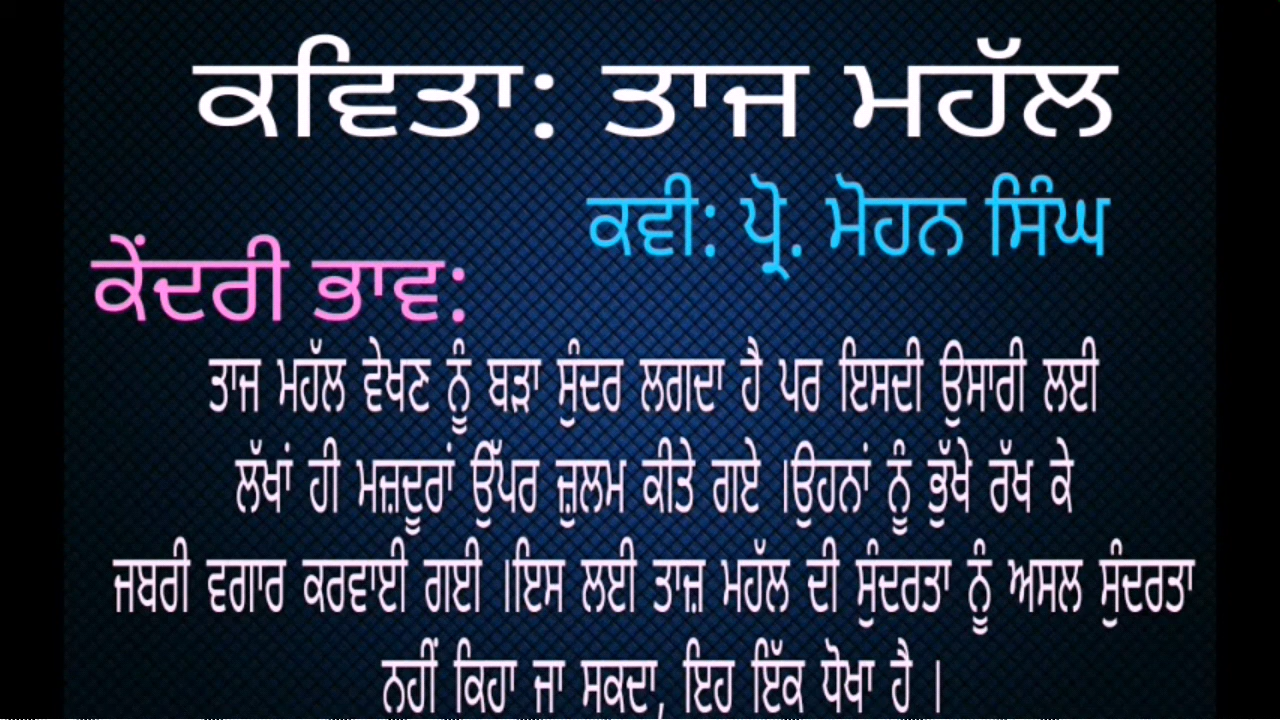 ਕਵਿਤਾ: ਤਾਜ ਮਹੱਲ
ਕਵੀ: ਪ੍ਰੋ. ਮੋਹਨ ਸਿੰਘ
ਕੇਂਦਰੀ ਭਾਵ:
ਤਾਜ ਮਹੱਲ ਵੇਖਣ ਨੂੰ ਬੜਾ ਸੁੰਦਰ ਲਗਦਾ ਹੈ ਪਰ ਇਸਦੀ ਉਸਾਰੀ ਲਈ
ਲੱਖਾਂ ਹੀ ਮਜ਼ਦੂਰਾਂ ਉੱਪਰ ਜ਼ੁਲਮ ਕੀਤੇ ਗਏ ।ਉਹਨਾਂ ਨੂੰ ਭੁੱਖੇ ਰੱਖ ਕੇ
ਜਬਰੀ ਵਗਾਰ ਕਰਵਾਈ ਗਈ ।ਇਸ ਲਈ ਤਾਜ਼ ਮਹੱਲ ਦੀ ਸੁੰਦਰਤਾ ਨੂੰ ਅਸਲ ਸੁੰਦਰਤਾ
ਨਹੀਂ ਕਿਹਾ ਜਾ ਸਕਦਾ, ਇਹ ਇੱਕ ਧੋਖਾ ਹੈ ।